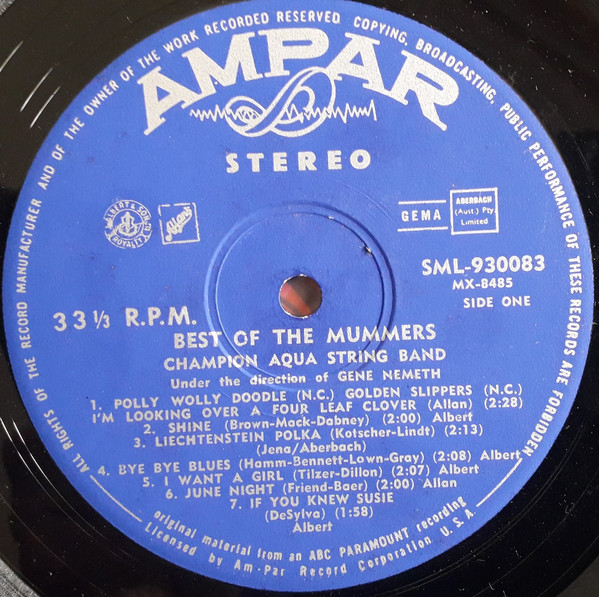 ALL RIGHTS OF THE RECORD MANUFACTURER AND OF THE OWNER OF THE WORK RECORDED RESERVED COPYING, BROADCASTING, PUBLIC PERFORMANCE OF THESE RECORDS ARE FORBIDDEN
AMPAR
STEREO
ALBERT & SON
ROYALTY
Allans
GEMA
ABERBACH
(Aust.) Pty
Limited
SML-930083
MX-8485
SIDE ONE
33 1/3 R.P.M.
BEST OF THE MUMMERS
CHAMPION AQUA STRING BAND
Under the direction of GENE NEMETH
1. POLLY WOLLY DOODLE (N.C.) GOLDEN SLIPPERS (N.C.)
I'M LOOKING OVER A FOUR LEAF CLOVER (Allan) (2:28)
2. SHINE (Brown-Mack-Dabney) (2:00) Albert
3. LIECHTENSTEIN POLKA (Kotscher-Lindt) (2:13)
(Jena/Aberbach)
4. BYE BYE BLUES (Hamm-Bennett-Lown-Gray) (2:08) Albert
5. I WANT A GIRL (Tilzer-Dillon) (2:07) Albert
6. JUNE NIGHT (Friend-Baer) (2:00) Allan
7. IF YOU KNEW SUSIE
(DeSylva) (1:58)
Albert
original material from an ABC PARAMOUNT recording
Licensed by Am-Par Record Corporation U.S.A.